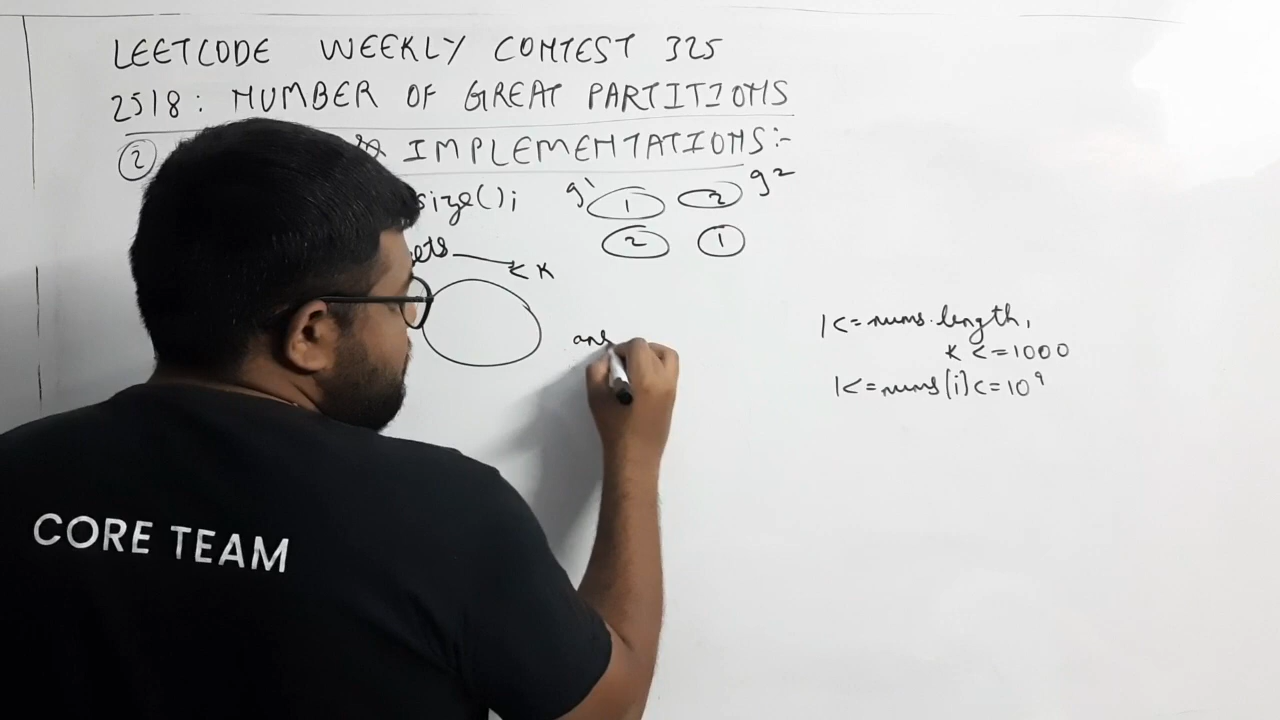 LEETCODE WEEKLY CONTEST 325
2518: NUMBER OF GREAT PARTITIONS
② & IMPLEMENTATIONS:-
size(); g1 1 2 g2
2 1
ets < K
ans
1<=nums.length,
K <=1000
1<=nums[i]<=10⁹
CORE TEAM